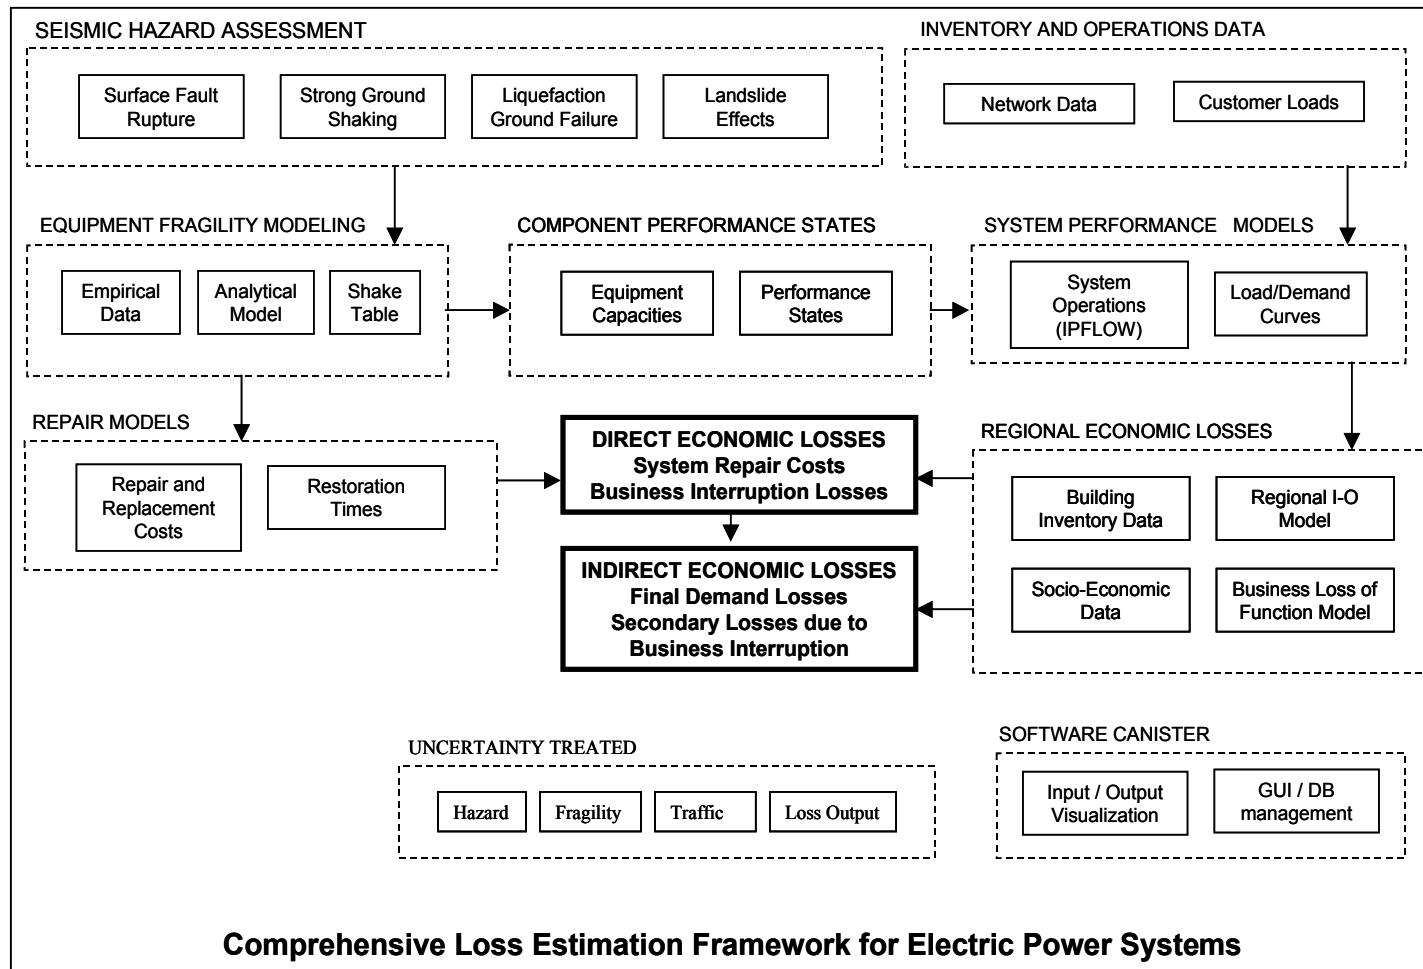 SEISMIC HAZARD ASSESSMENT
Surface Fault
Rupture
Strong Ground
Shaking
Liquefaction
Ground Failure
Landslide
Effects
INVENTORY AND OPERATIONS DATA
Network Data
Customer Loads
EQUIPMENT FRAGILITY MODELING
Empirical
Data
Analytical
Model
Shake
Table
COMPONENT PERFORMANCE STATES
Equipment
Capacities
Performance
States
SYSTEM PERFORMANCE MODELS
System
Operations
(IPFLOW)
Load/Demand
Curves
REPAIR MODELS
Repair and
Replacement
Costs
Restoration
Times
DIRECT ECONOMIC LOSSES
System Repair Costs
Business Interruption Losses
INDIRECT ECONOMIC LOSSES
Final Demand Losses
Secondary Losses due to
Business Interruption
REGIONAL ECONOMIC LOSSES
Building
Inventory Data
Regional I-O
Model
Socio-Economic
Data
Business Loss of
Function Model
UNCERTAINTY TREATED
Hazard
Fragility
Traffic
Loss Output
SOFTWARE CANISTER
Input / Output
Visualization
GUI / DB
management
Comprehensive Loss Estimation Framework for Electric Power Systems